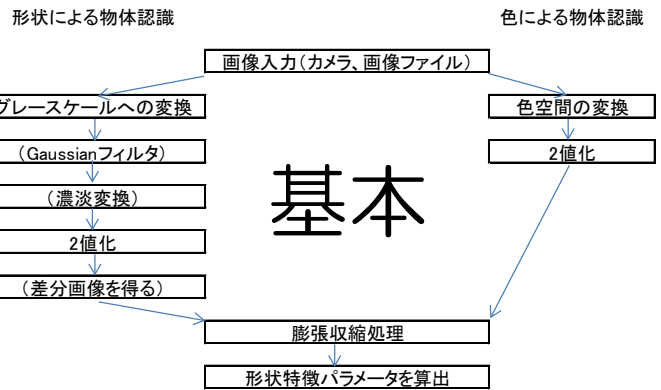 形状による物体認識
色による物体認識
画像入力(カメラ、画像ファイル)
グレースケールへの変換
色空間の変換
(Gaussianフィルタ)
2値化
(濃淡変換)
基本
2値化
(差分画像を得る)
膨張収縮処理
形状特徴パラメータを算出